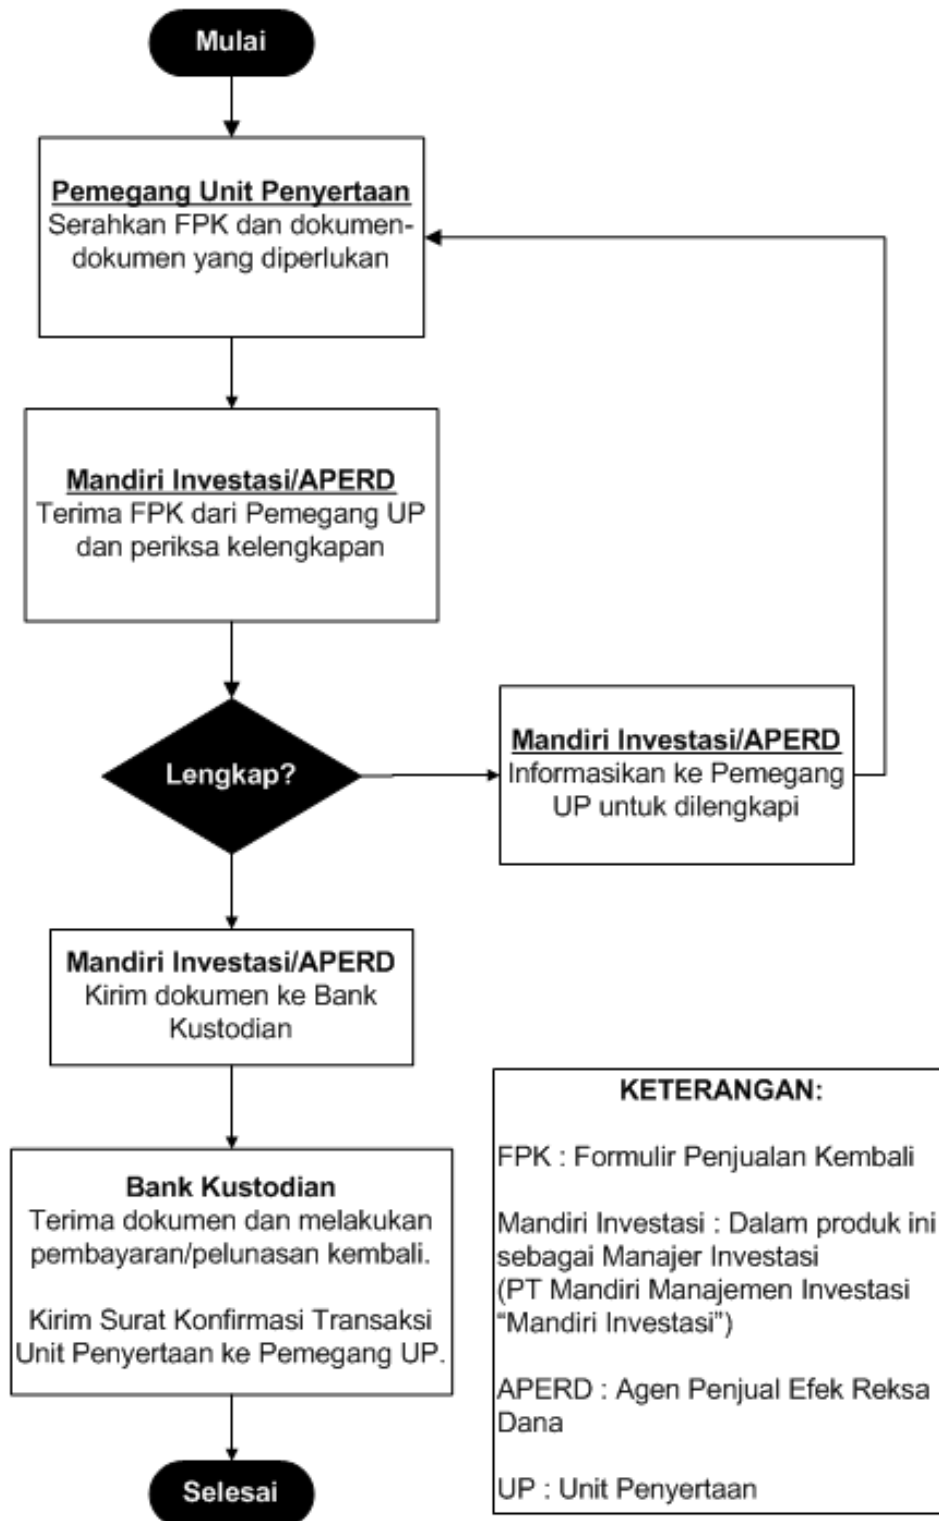 Mulai
Pemegang Unit Penyertaan
Serahkan FPK dan dokumen-
dokumen yang diperlukan
Mandiri Investasi/APERD
Terima FPK dari Pemegang UP
dan periksa kelengkapan
Lengkap?
Mandiri Investasi/APERD
Informasikan ke Pemegang
UP untuk dilengkapi
Mandiri Investasi/APERD
Kirim dokumen ke Bank
Kustodian
Bank Kustodian
Terima dokumen dan melakukan
pembayaran/pelunasan kembali.
Kirim Surat Konfirmasi Transaksi
Unit Penyertaan ke Pemegang UP.
Selesai
KETERANGAN:
FPK : Formulir Penjualan Kembali
Mandiri Investasi : Dalam produk ini
sebagai Manajer Investasi
(PT Mandiri Manajemen Investasi
“Mandiri Investasi”)
APERD : Agen Penjual Efek Reksa
Dana
UP : Unit Penyertaan